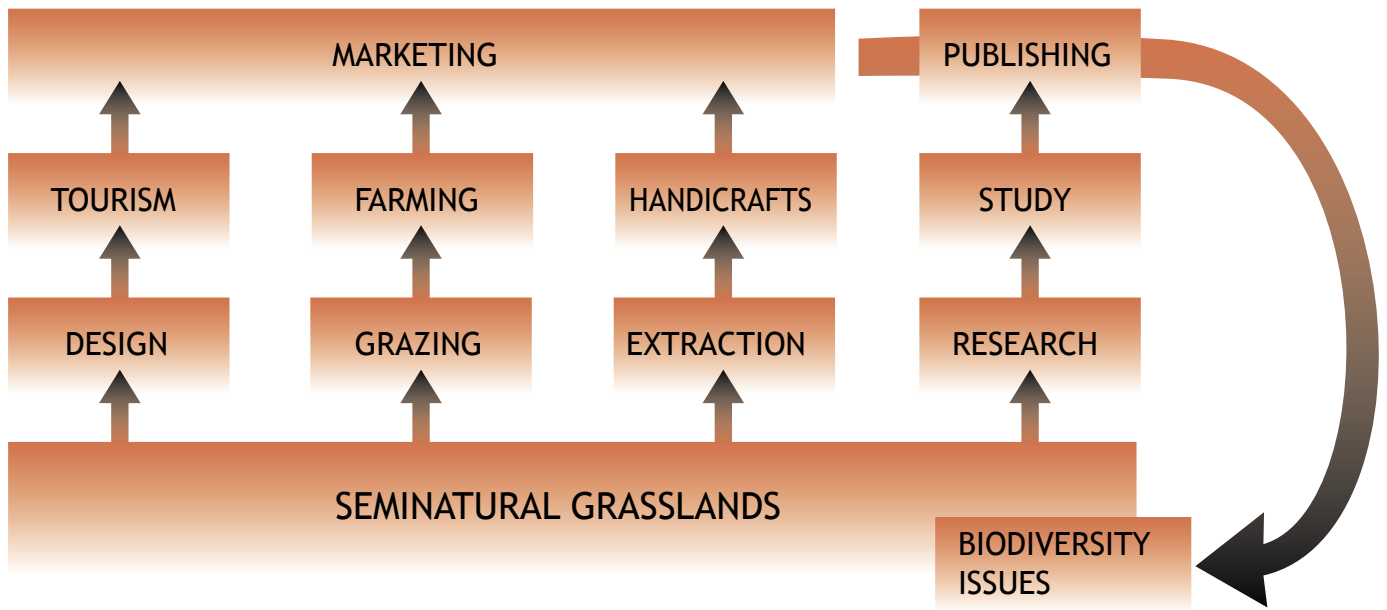 MARKETING
PUBLISHING
TOURISM
FARMING
HANDICRAFTS
STUDY
DESIGN
GRAZING
EXTRACTION
RESEARCH
SEMINATURAL GRASSLANDS
BIODIVERSITY
ISSUES